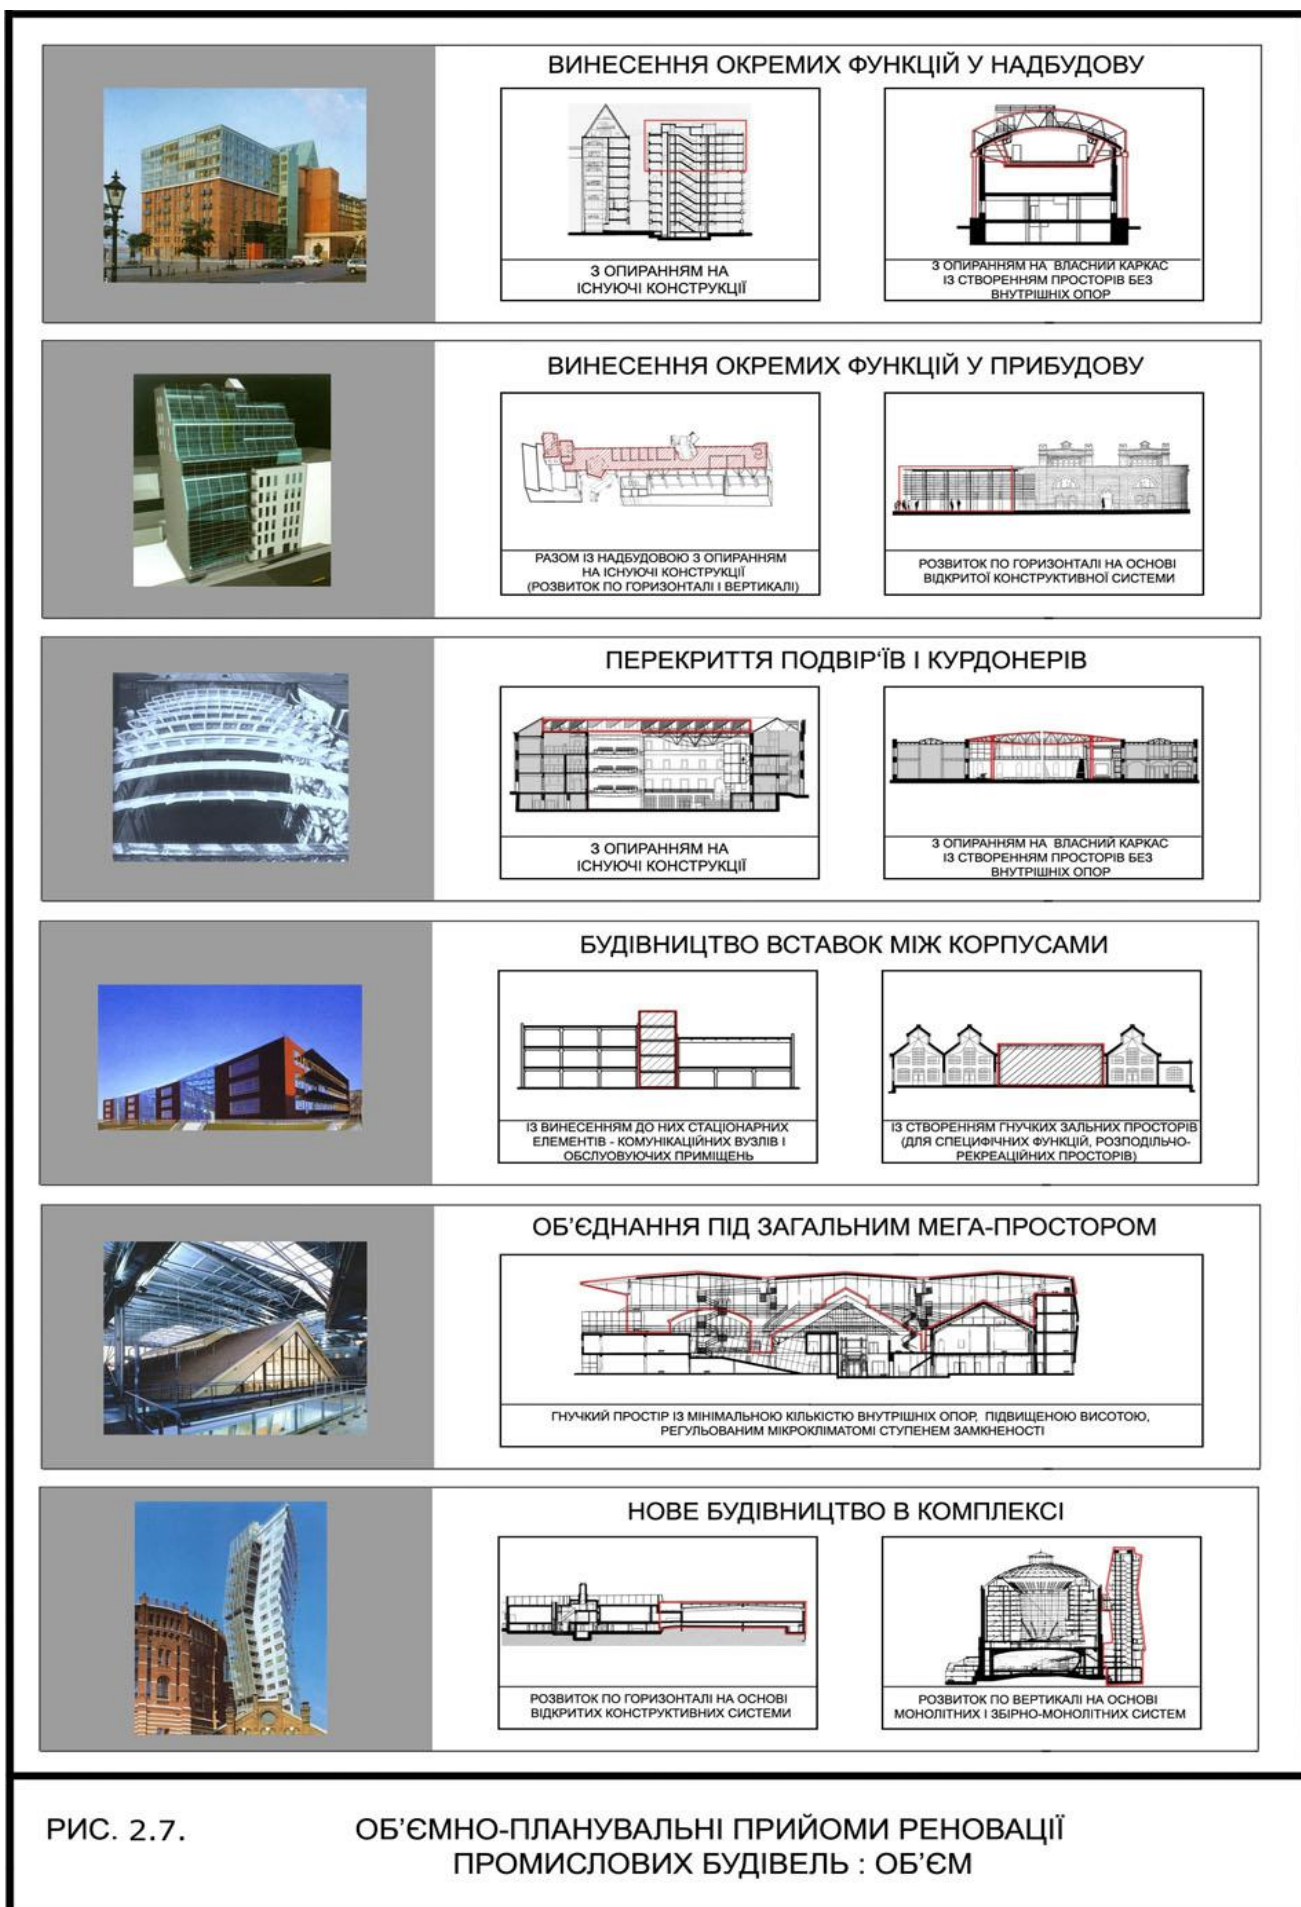 ВИНЕСЕННЯ ОКРЕМИХ ФУНКЦІЙ У НАДБУДОВУ
З ОПИРАННЯМ НА
ІСНУЮЧІ КОНСТРУКЦІЇ
З ОПИРАННЯМ НА ВЛАСНИЙ КАРКАС
ІЗ СТВОРЕННЯМ ПРОСТОРІВ БЕЗ
ВНУТРІШНІХ ОПОР
ВИНЕСЕННЯ ОКРЕМИХ ФУНКЦІЙ У ПРИБУДОВУ
РАЗОМ ІЗ НАДБУДОВОЮ З ОПИРАННЯМ
НА ІСНУЮЧІ КОНСТРУКЦІЇ
(РОЗВИТОК ПО ГОРИЗОНТАЛІ І ВЕРТИКАЛІ)
РОЗВИТОК ПО ГОРИЗОНТАЛІ НА ОСНОВІ
ВІДКРИТОЇ КОНСТРУКТИВНОЇ СИСТЕМИ
ПЕРЕКРИТТЯ ПОДВІР‘ЇВ І КУРДОНЕРІВ
З ОПИРАННЯМ НА
ІСНУЮЧІ КОНСТРУКЦІЇ
З ОПИРАННЯМ НА ВЛАСНИЙ КАРКАС
ІЗ СТВОРЕННЯМ ПРОСТОРІВ БЕЗ
ВНУТРІШНІХ ОПОР
БУДІВНИЦТВО ВСТАВОК МІЖ КОРПУСАМИ
ІЗ ВИНЕСЕННЯМ ДО НИХ СТАЦІОНАРНИХ
ЕЛЕМЕНТІВ - КОМУНІКАЦІЙНИХ ВУЗЛІВ І
ОБСЛУОВУЮЧИХ ПРИМІЩЕНЬ
ІЗ СТВОРЕННЯМ ГНУЧКИХ ЗАЛЬНИХ ПРОСТОРІВ
(ДЛЯ СПЕЦИФІЧНИХ ФУНКЦІЙ, РОЗПОДІЛЬЧО-
РЕКРЕАЦІЙНИХ ПРОСТОРІВ)
ОБ’ЄДНАННЯ ПІД ЗАГАЛЬНИМ МЕГА-ПРОСТОРОМ
ГНУЧКИЙ ПРОСТІР ІЗ МІНІМАЛЬНОЮ КІЛЬКІСТЮ ВНУТРІШНІХ ОПОР, ПІДВИЩЕНОЮ ВИСОТОЮ,
РЕГУЛЬОВАНИМ МІКРОКЛІМАТОМІ СТУПЕНЕМ ЗАМКНЕНОСТІ
НОВЕ БУДІВНИЦТВО В КОМПЛЕКСІ
РОЗВИТОК ПО ГОРИЗОНТАЛІ НА ОСНОВІ
ВІДКРИТИХ КОНСТРУКТИВНИХ СИСТЕМИ
РОЗВИТОК ПО ВЕРТИКАЛІ НА ОСНОВІ
МОНОЛІТНИХ І ЗБІРНО-МОНОЛІТНИХ СИСТЕМ
РИС. 2.7.
ОБ’ЄМНО-ПЛАНУВАЛЬНІ ПРИЙОМИ РЕНОВАЦІЇ
ПРОМИСЛОВИХ БУДІВЕЛЬ : ОБ’ЄМ